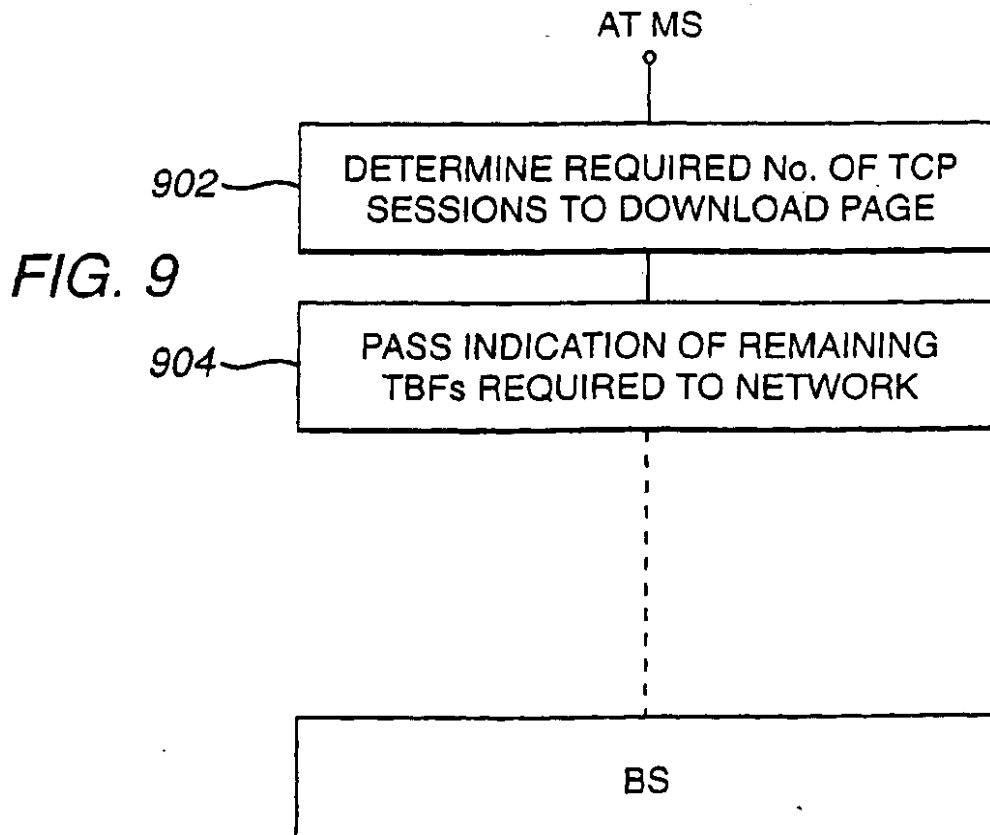 AT MS
902
DETERMINE REQUIRED No. OF TCP
SESSIONS TO DOWNLOAD PAGE
FIG. 9
904
PASS INDICATION OF REMAINING
TBFs REQUIRED TO NETWORK
BS